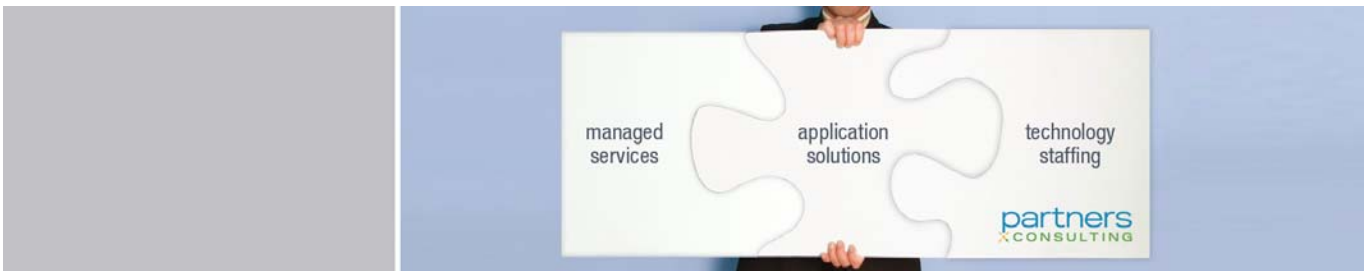 managed
services
application
solutions
technology
staffing
partners
CONSULTING